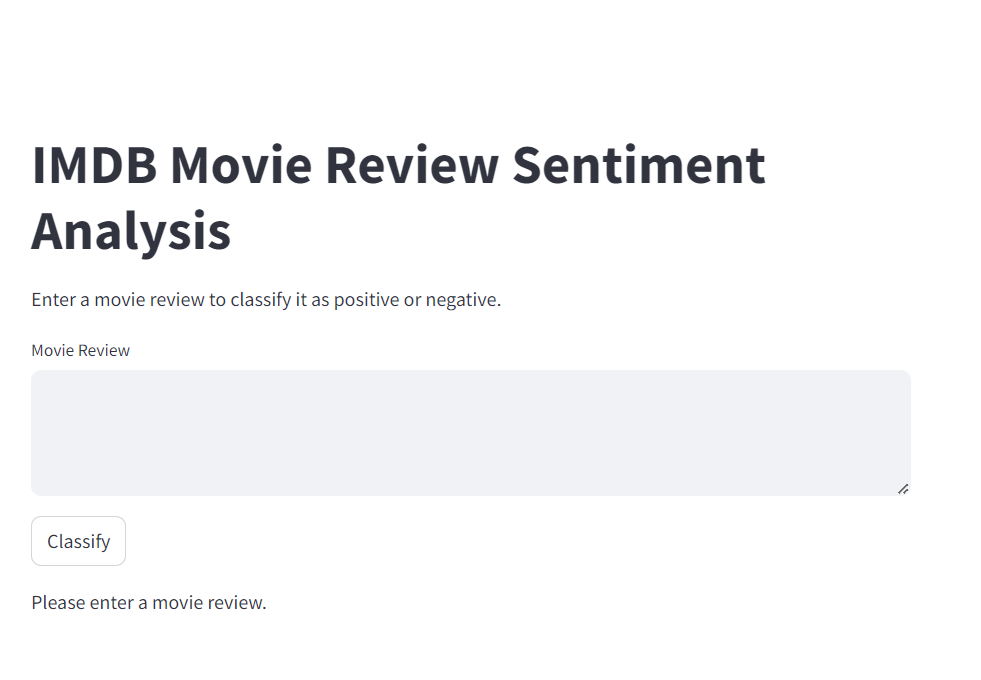 IMDB Movie Review Sentiment
Analysis
Enter a movie review to classify it as positive or negative.
Movie Review
Classify
Please enter a movie review.